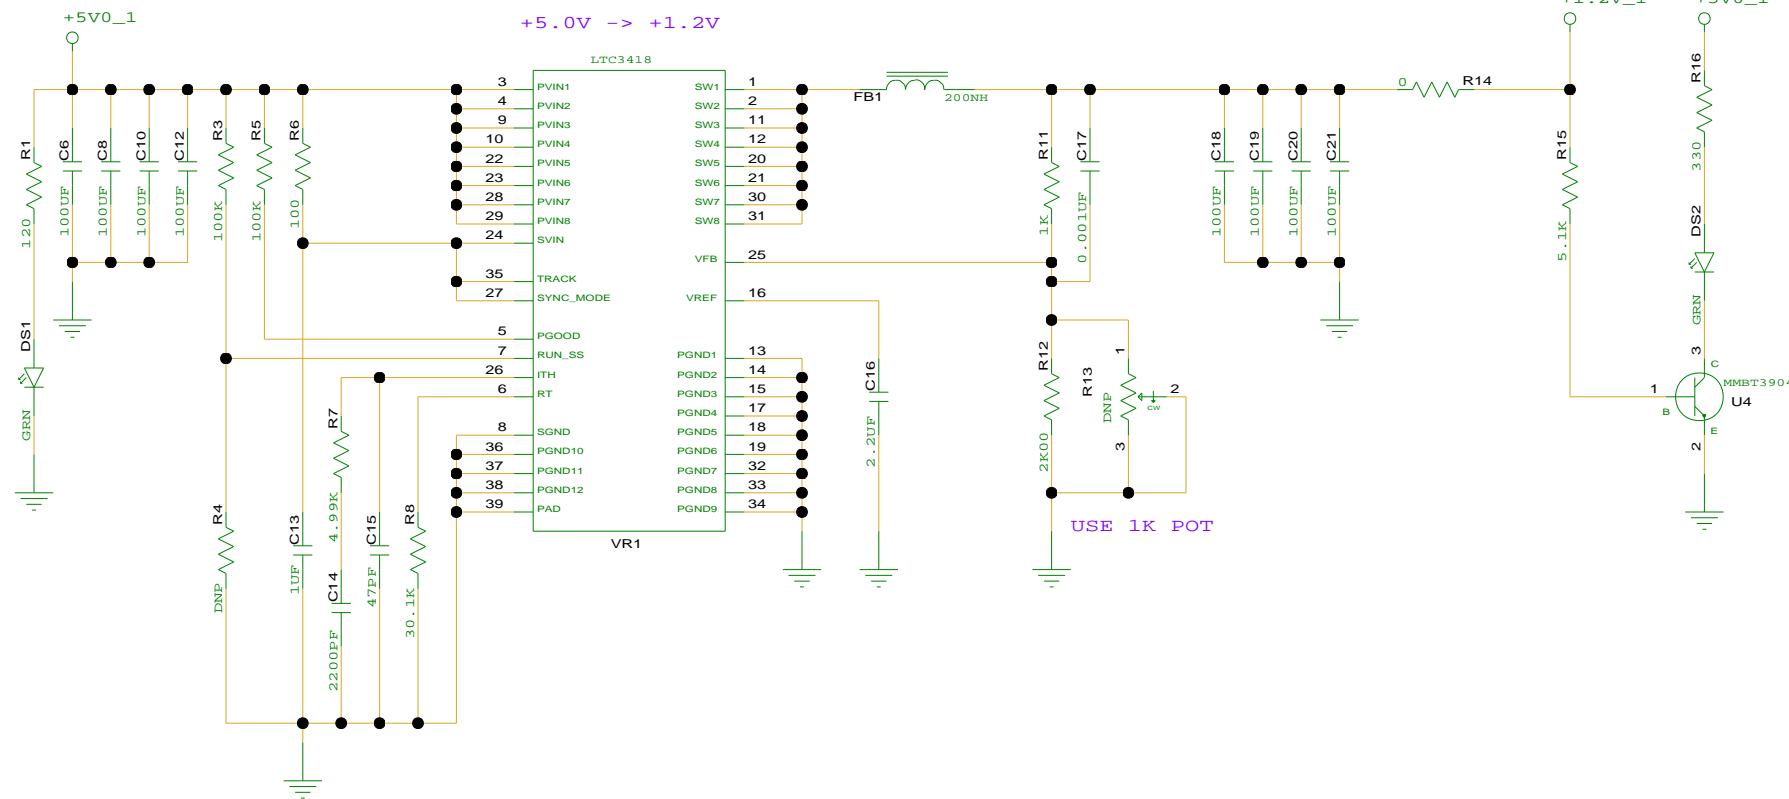 +5V0_1
+5.0V -> +1.2V
LTC3418
3 PVIN1
4 PVIN2
9 PVIN3
10 PVIN4
22 PVIN5
23 PVIN6
28 PVIN7
29 PVIN8
24 SVIN
35 TRACK
27 SYNC_MODE
5 PGOOD
7 RUN_SS
26 ITH
6 RT
8 SGND
36 PGND10
37 PGND11
38 PGND12
39 PAD
SW1 1
SW2 2
SW3 11
SW4 12
SW5 20
SW6 21
SW7 30
SW8 31
VFB 25
VREF 16
PGND1 13
PGND2 14
PGND3 15
PGND4 17
PGND5 18
PGND6 19
PGND7 32
PGND8 33
PGND9 34
VR1
R1 120
C6 100UF
C8 100UF
C10 100UF
C12 100UF
R3 100K
R5 100K
R6 100
DS1 GRN
R4 DNP
C13 1UF
R7 4.99K
C14 2200PF
C15 47PF
R8 30.1K
FB1 200NH
R11 1K
C17 0.001UF
C16 2.2UF
R12 2K00
R13 DNP
1
2
3
CW
USE 1K POT
C18 100UF
C19 100UF
C20 100UF
C21 100UF
0 R14
R15 5.1K
R16 330
DS2 GRN
3 C
1 B
2 E
MMBT3904
U4